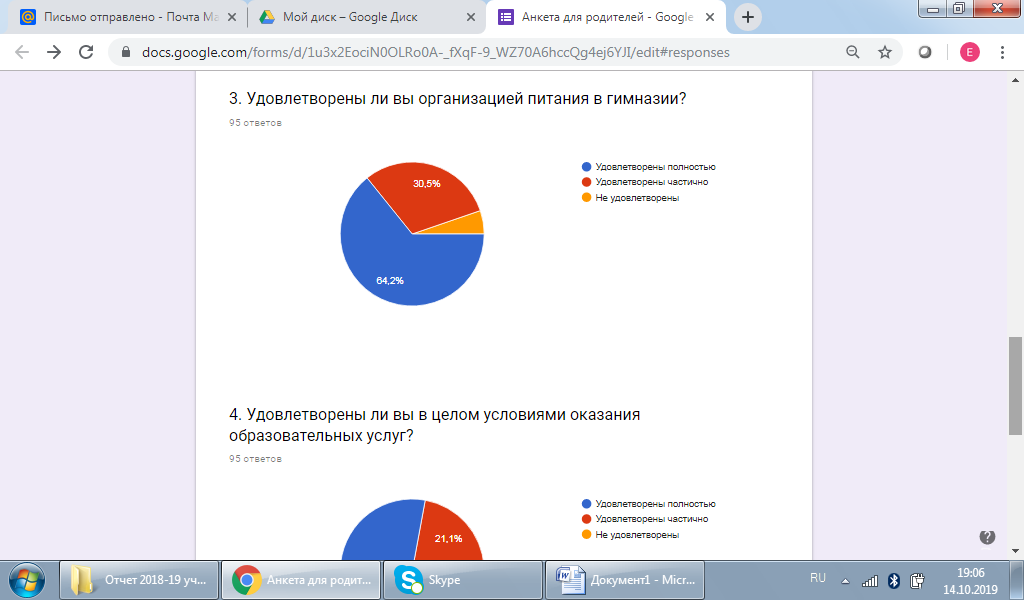 Письмо отправлено - Почта Ма
Мой диск – Google Диск
Анкета для родителей - Google
docs.google.com/forms/d/1u3x2EociN0OLRo0A-_fXqF-9_WZ70A6hccQg4ej6YJI/edit#responses
E
3. Удовлетворены ли вы организацией питания в гимназии?
95 ответов
30,5%
64,2%
Удовлетворены полностью
Удовлетворены частично
Не удовлетворены
4. Удовлетворены ли вы в целом условиями оказания
образовательных услуг?
95 ответов
21,1%
Удовлетворены полностью
Удовлетворены частично
Не удовлетворены
Отчет 2018-19 уч...
Анкета для родит...
Skype
Документ1 - Micr...
RU
19:06
14.10.2019